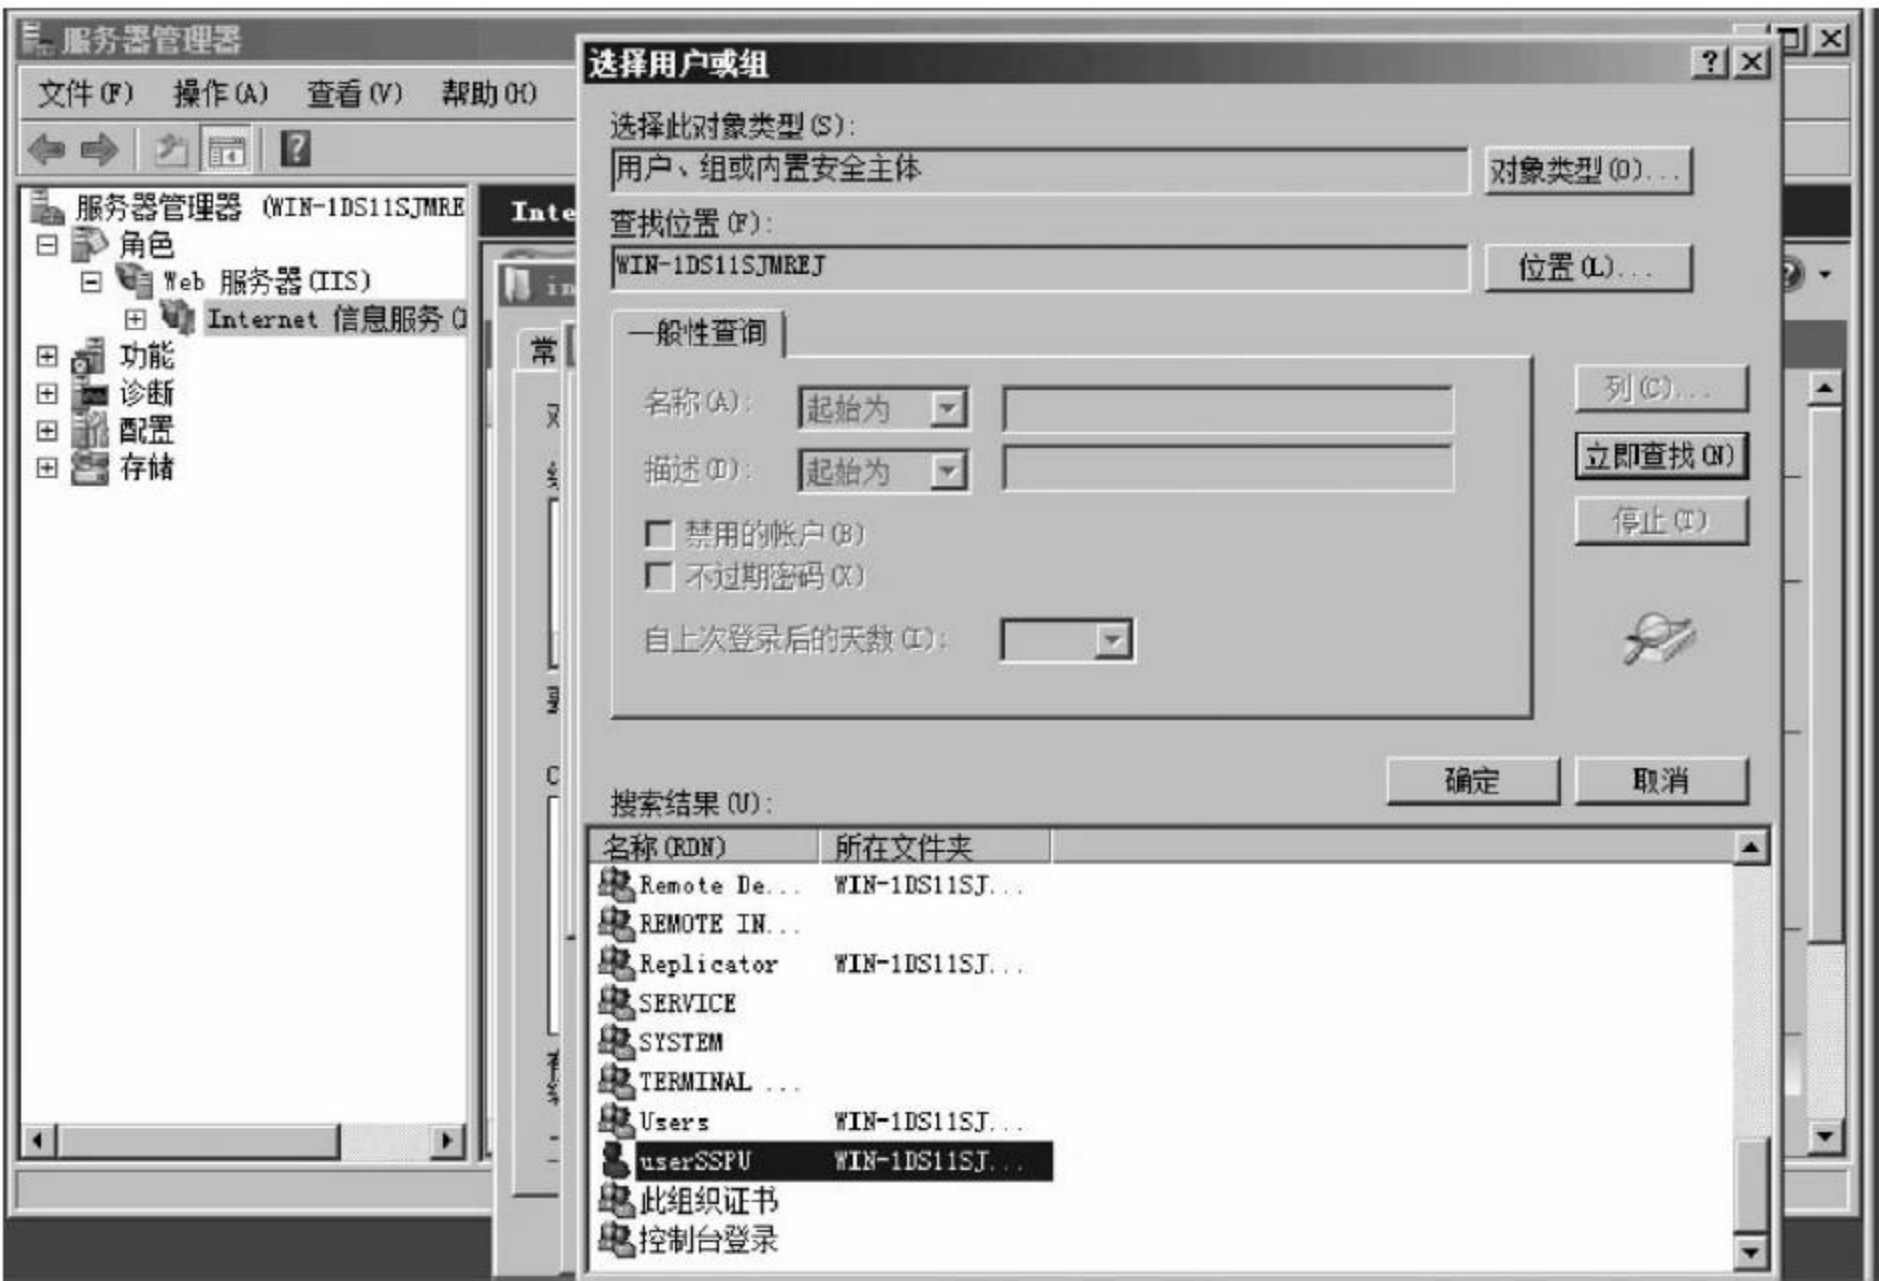 服务器管理器
文件(F) 操作(A) 查看(V) 帮助(H)
服务器管理器 (WIN-1DS11SJMRE
角色
Web 服务器(IIS)
Internet 信息服务(I
功能
诊断
配置
存储
Inte
in
常
选择用户或组
选择此对象类型(S):
用户、组或内置安全主体
对象类型(O)...
查找位置(F):
WIN-1DS11SJMREJ
位置(L)...
一般性查询
名称(A): 起始为
描述(D): 起始为
禁用的帐户(B)
不过期密码(X)
自上次登录后的天数(I):
列(C)...
立即查找(N)
停止(T)
确定 取消
搜索结果(U):
名称(RDN) 所在文件夹
Remote De... WIN-1DS11SJ...
REMOTE IN...
Replicator WIN-1DS11SJ...
SERVICE
SYSTEM
TERMINAL ...
Users WIN-1DS11SJ...
userSSPU WIN-1DS11SJ...
此组织证书
控制台登录